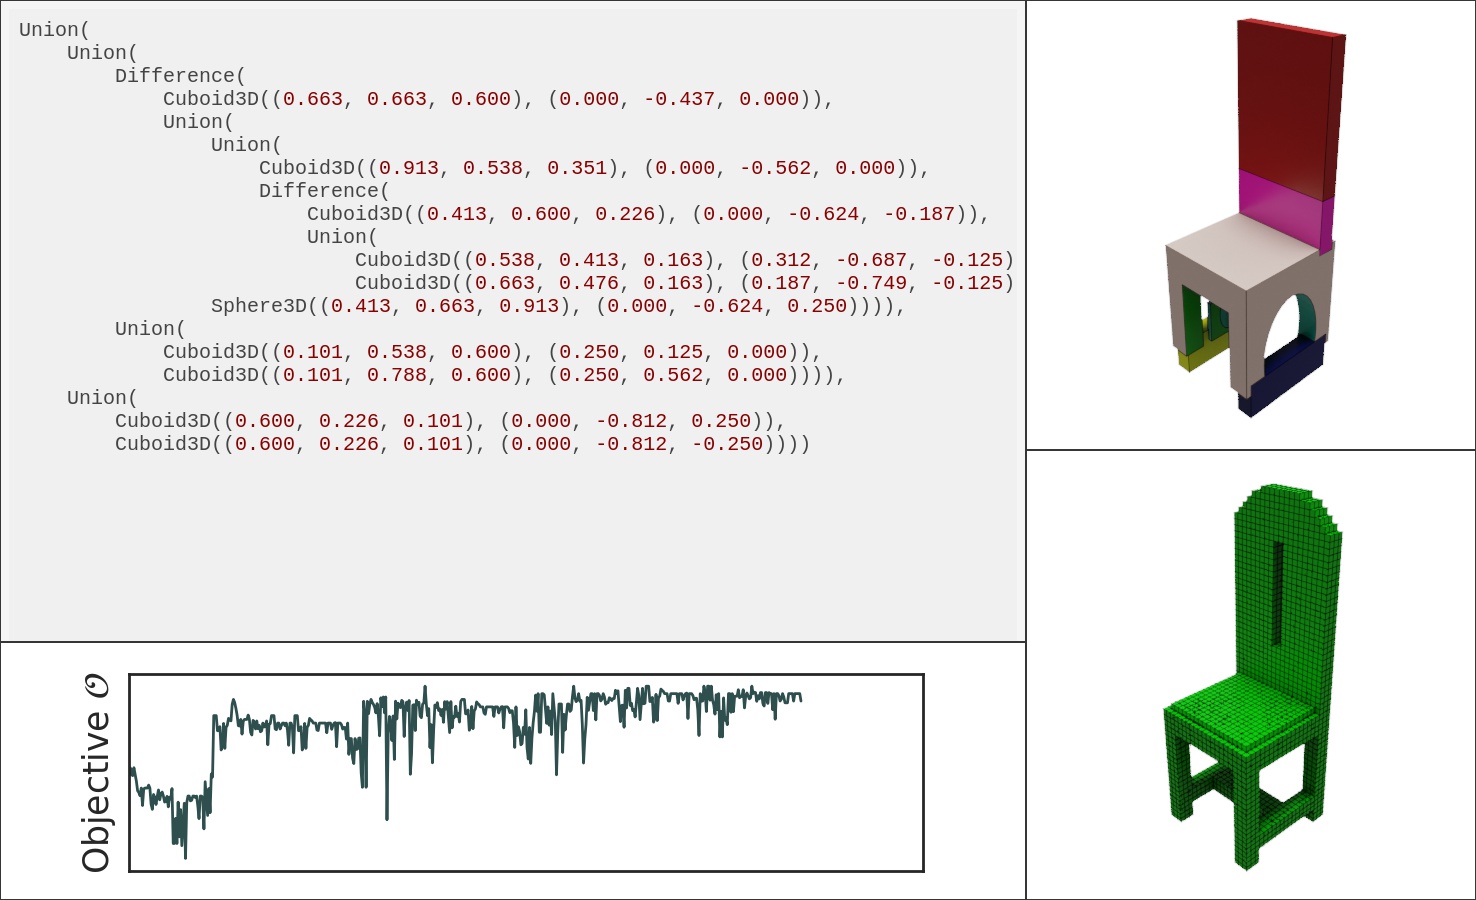 Union(
    Union(
        Difference(
            Cuboid3D((0.663, 0.663, 0.600), (0.000, -0.437, 0.000)),
            Union(
                Union(
                    Cuboid3D((0.913, 0.538, 0.351), (0.000, -0.562, 0.000)),
                    Difference(
                        Cuboid3D((0.413, 0.600, 0.226), (0.000, -0.624, -0.187)),
                        Union(
                            Cuboid3D((0.538, 0.413, 0.163), (0.312, -0.687, -0.125)
                            Cuboid3D((0.663, 0.476, 0.163), (0.187, -0.749, -0.125)
                Sphere3D((0.413, 0.663, 0.913), (0.000, -0.624, 0.250)))),
        Union(
            Cuboid3D((0.101, 0.538, 0.600), (0.250, 0.125, 0.000)),
            Cuboid3D((0.101, 0.788, 0.600), (0.250, 0.562, 0.000)))),
    Union(
        Cuboid3D((0.600, 0.226, 0.101), (0.000, -0.812, 0.250)),
        Cuboid3D((0.600, 0.226, 0.101), (0.000, -0.812, -0.250))))
Objective 𝒪